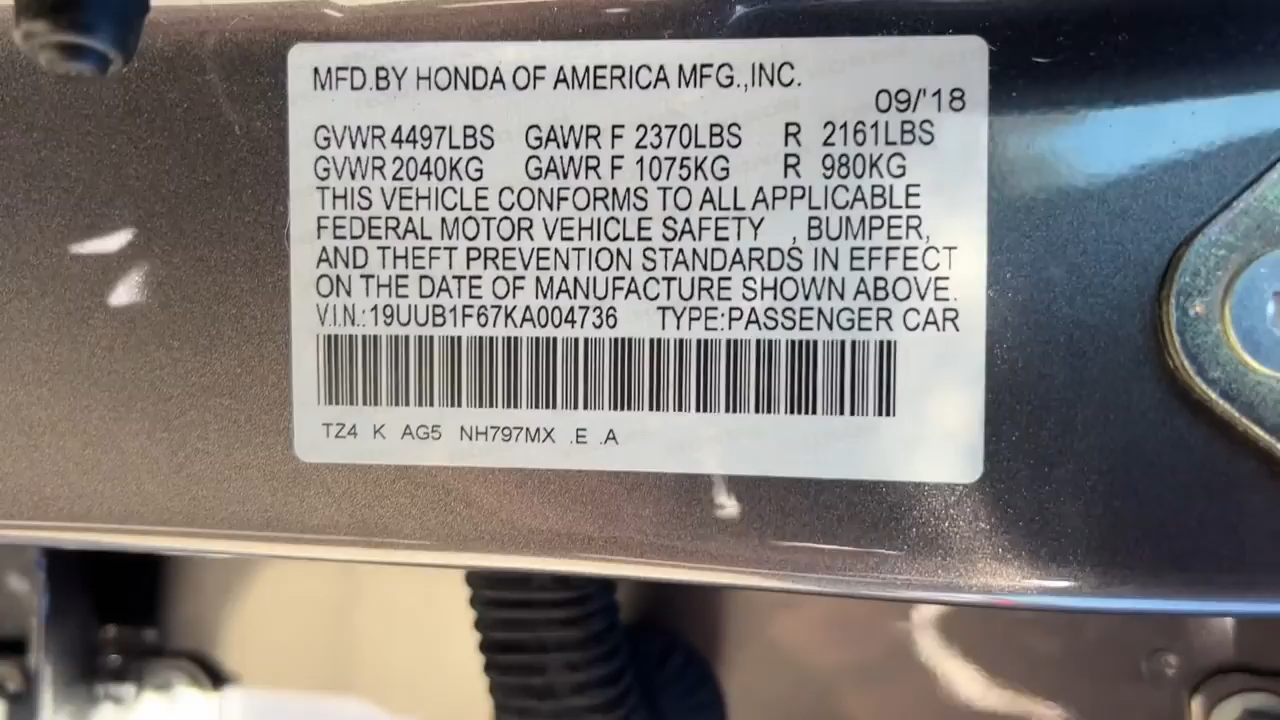 MFD.BY HONDA OF AMERICA MFG.,INC.
09/'18
GVWR 4497LBS GAWR F 2370LBS R 2161LBS
GVWR 2040KG GAWR F 1075KG R 980KG
THIS VEHICLE CONFORMS TO ALL APPLICABLE
FEDERAL MOTOR VEHICLE SAFETY , BUMPER,
AND THEFT PREVENTION STANDARDS IN EFFECT
ON THE DATE OF MANUFACTURE SHOWN ABOVE.
V.I.N.:19UUB1F67KA004736 TYPE:PASSENGER CAR
TZ4 K AG5 NH797MX .E .A